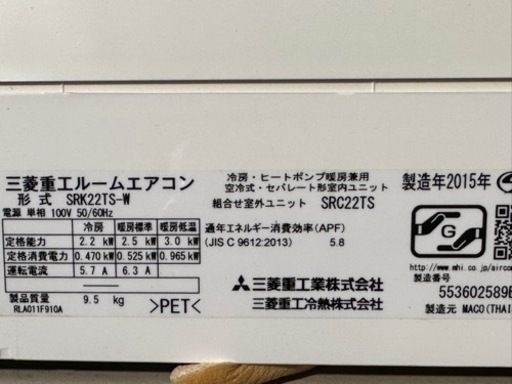 三菱重工ルームエアコン
形 式 SRK22TS-W
電源 単相 100V 50/60Hz
冷房 暖房標準 暖房低温
定格能力 2.2 kW 2.5 kW 3.0 kW
定格消費電力 0.470 kW 0.525 kW 0.965 kW
運転電流 5.7 A 6.3 A
製品質量 9.5 kg
RLA011F910A
>PET<
冷房・ヒートポンプ暖房兼用
空冷式・セパレート形室内ユニット
組合せ室外ユニット SRC22TS
通年エネルギー消費効率(APF)
(JIS C 9612:2013) 5.8
三菱重工業株式会社
三菱重工冷熱株式会社
製造年2015年
G
http://www.mhi.co.jp/aircon
製造番号
553602589
製造元 MACO(THAI